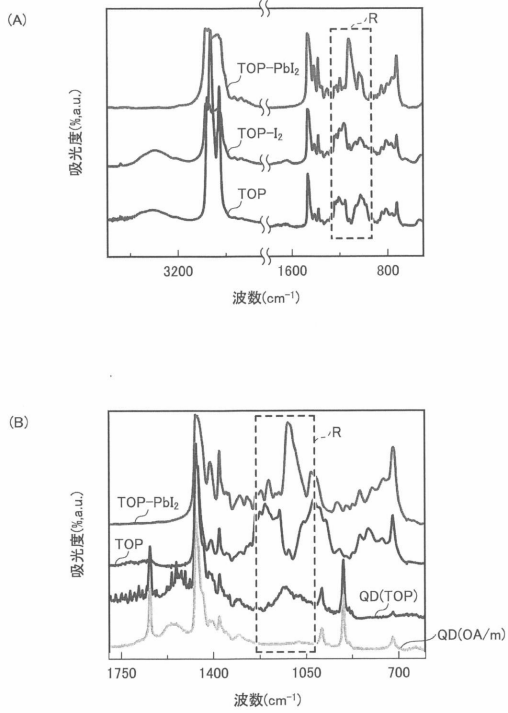 (A)
R
TOP-PbI₂
TOP-I₂
TOP
吸光度(%,a.u.)
3200 1600 800
波数(cm⁻¹)
(B)
R
TOP-PbI₂
TOP
QD(TOP)
QD(OA/m)
吸光度(%,a.u.)
1750 1400 1050 700
波数(cm⁻¹)